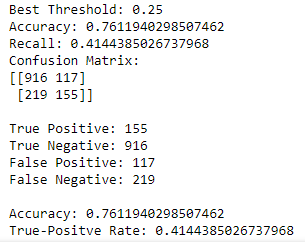 Best Threshold: 0.25
Accuracy: 0.7611940298507462
Recall: 0.4144385026737968
Confusion Matrix:
[[916 117]
 [219 155]]
True Positive: 155
True Negative: 916
False Positive: 117
False Negative: 219
Accuracy: 0.7611940298507462
True-Positve Rate: 0.4144385026737968